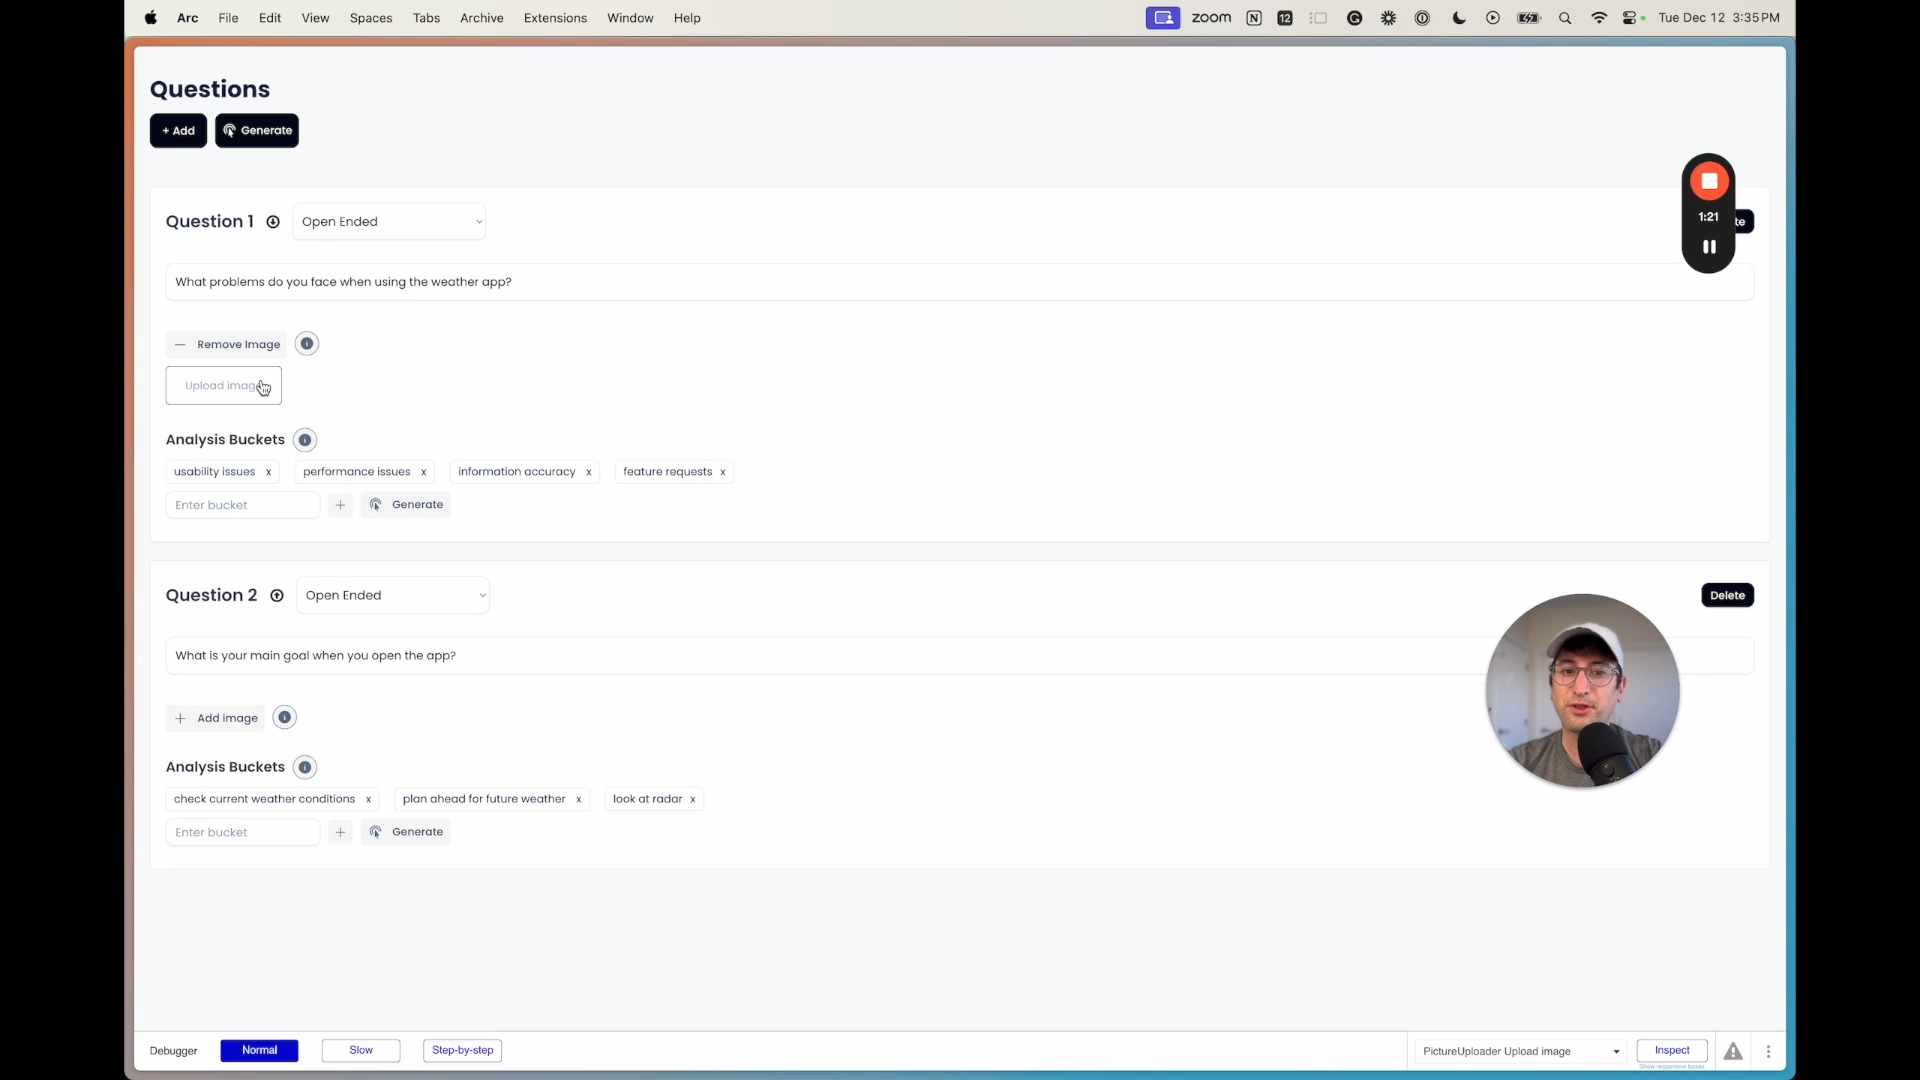 Arc File Edit View Spaces Tabs Archive Extensions Window Help zoom 12 Tue Dec 12 3:35 PM
Questions
+ Add Generate
Question 1 Open Ended
1:21
What problems do you face when using the weather app?
Remove Image
Upload imag
Analysis Buckets
usability issues x performance issues x information accuracy x feature requests x
Enter bucket + Generate
Question 2 Open Ended Delete
What is your main goal when you open the app?
+ Add image
Analysis Buckets
check current weather conditions x plan ahead for future weather x look at radar x
Enter bucket + Generate
Debugger Normal Slow Step-by-step PictureUploader Upload image Inspect
Show responsive boxes